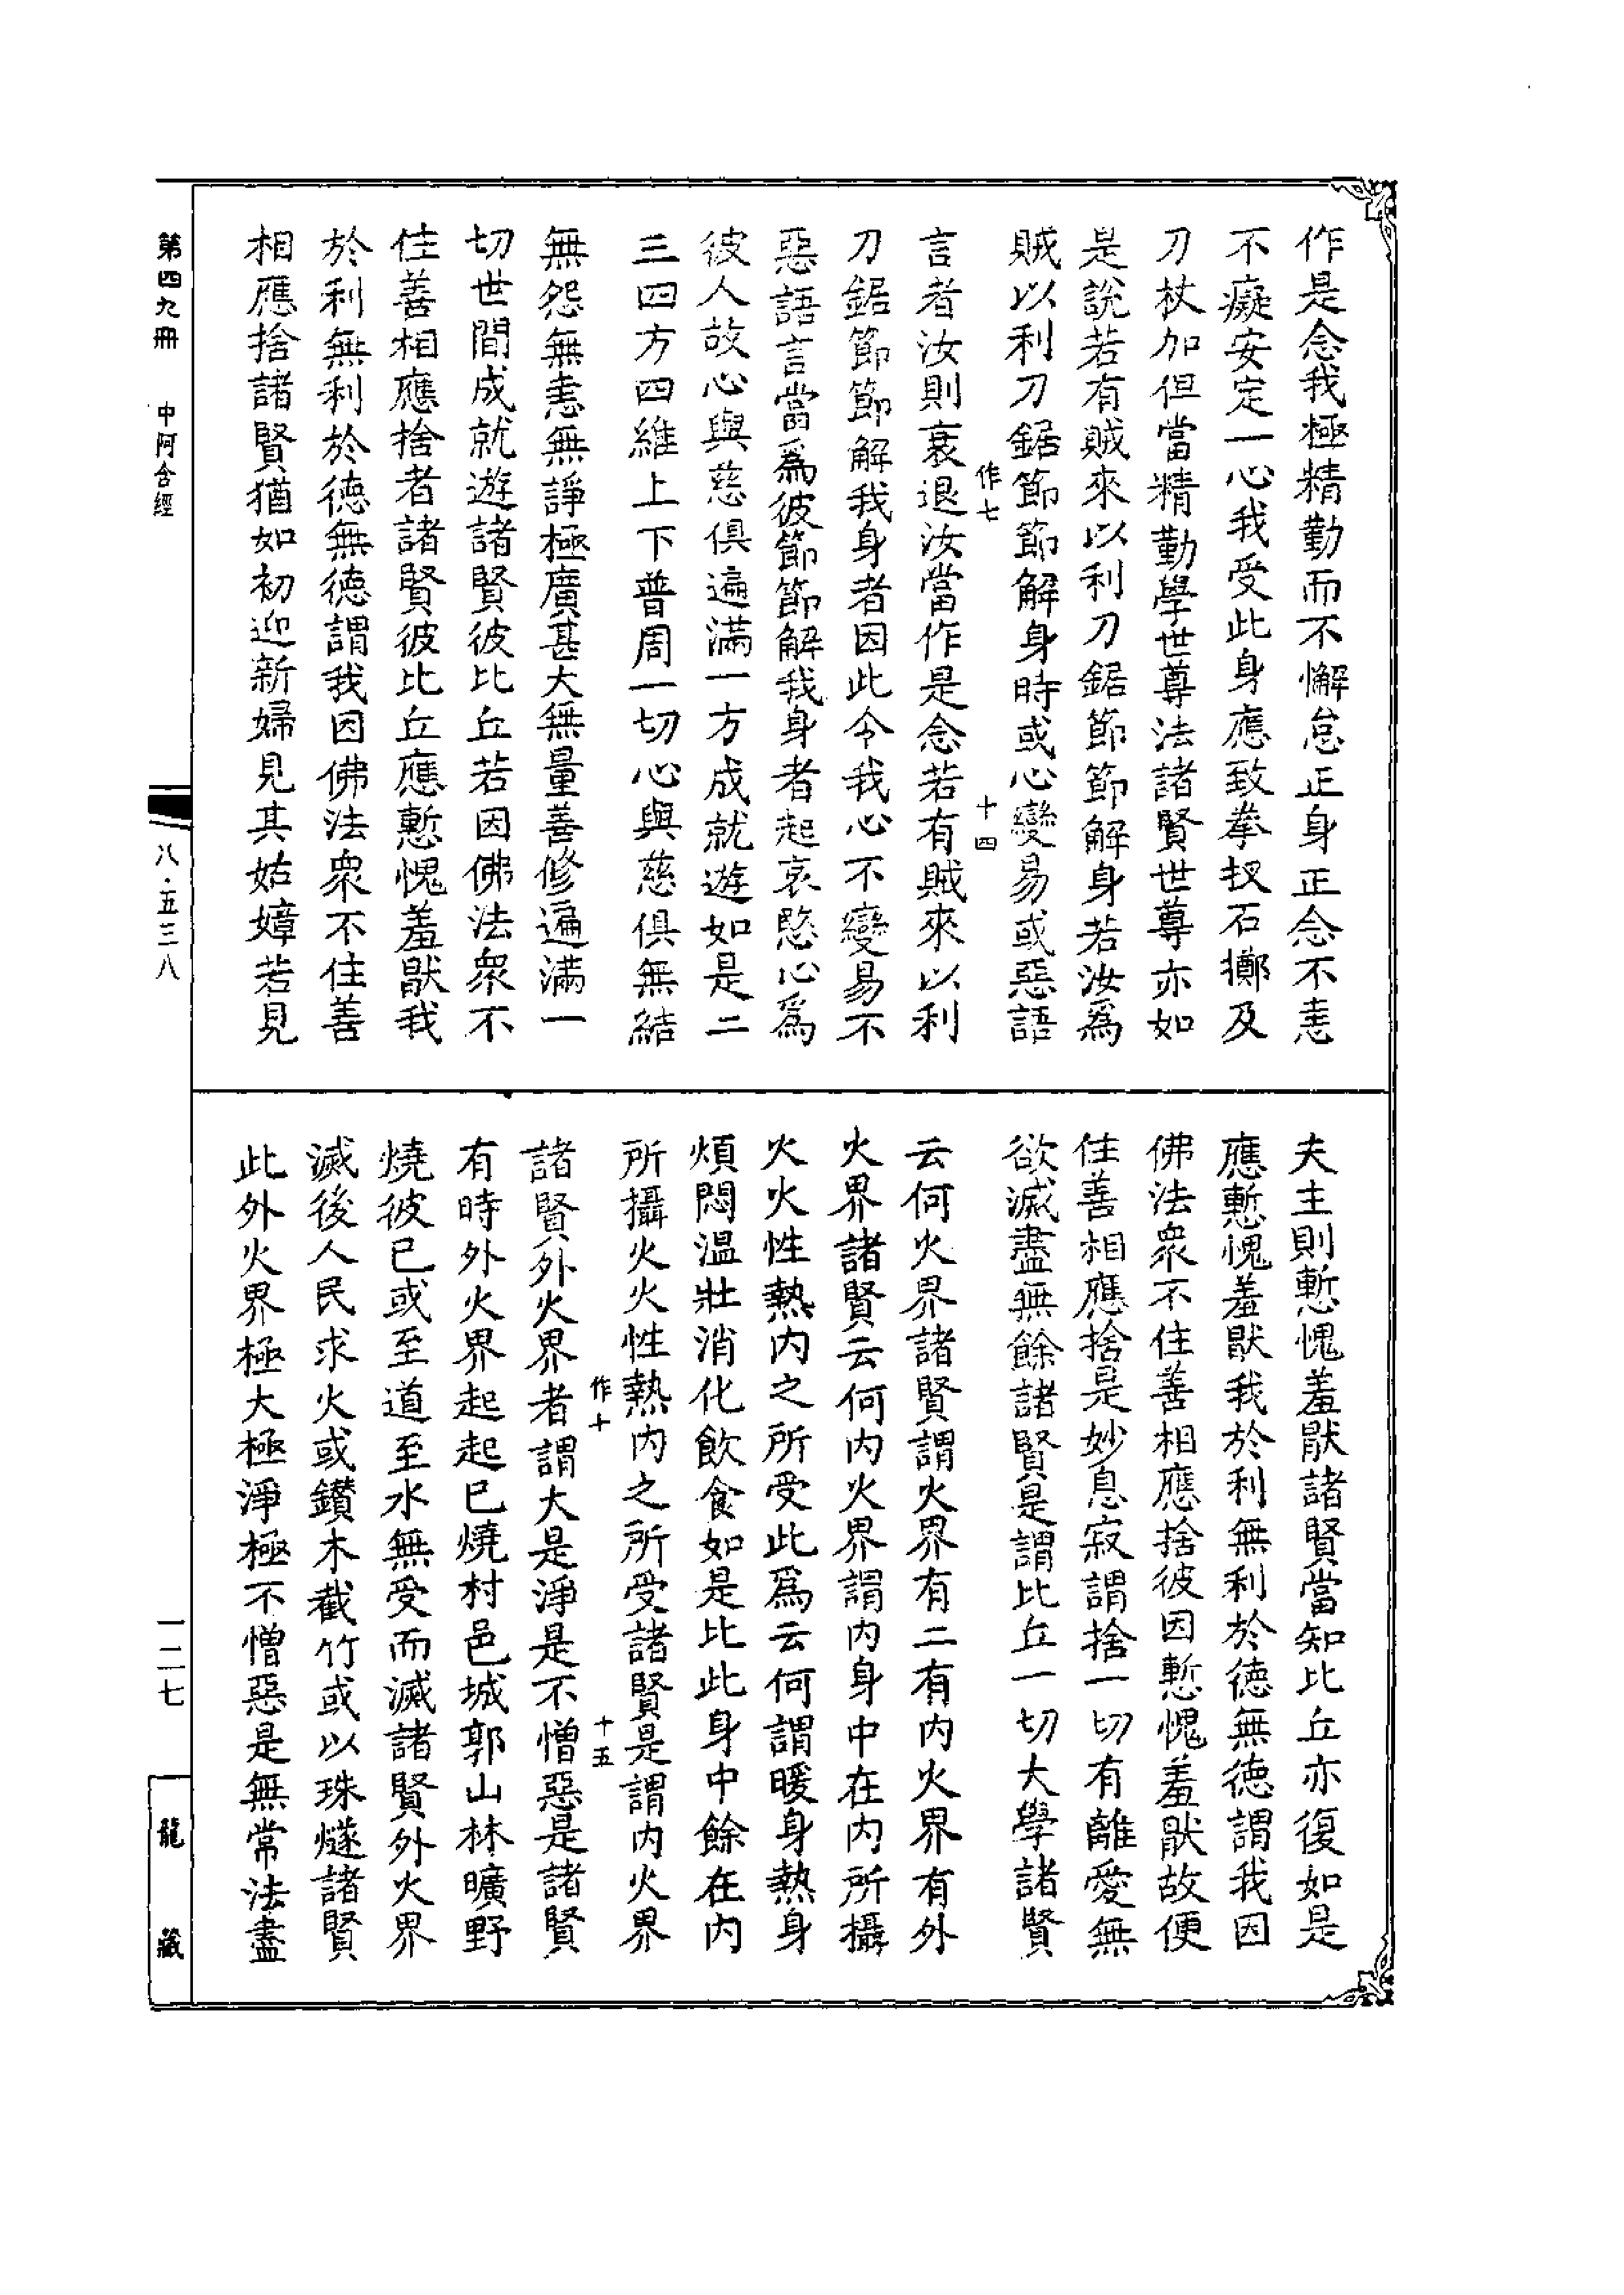 作是念我極精勤而不懈怠正身正念不恚
不癡安定一心我受此身應致拳扠石擲及
刀杖加但當精勤學世尊法諸賢世尊亦如
是說若有賊來以利刀鋸節節解身若汝爲
賊以利刀鋸節節解身時或心變易或惡語
作七　十四
言者汝則衰退汝當作是念若有賊來以利
刀鋸節節解我身者因此令我心不變易不
惡語言當爲彼節節解我身者起哀愍心爲
彼人故心與慈俱遍滿一方成就遊如是二
三四方四維上下普周一切心與慈俱無結
無怨無恚無諍極廣甚大無量善修遍滿一
切世間成就遊諸賢彼比丘若因佛法衆不
住善相應捨者諸賢彼比丘應慙愧羞厭我
於利無利於德無德謂我因佛法衆不住善
相應捨諸賢猶如初迎新婦見其姑嫜若見
夫主則慙愧羞厭諸賢當知比丘亦復如是
應慙愧羞厭我於利無利於德無德謂我因
佛法衆不住善相應捨彼因慙愧羞厭故便
住善相應捨是妙息寂謂捨一切有離愛無
欲滅盡無餘諸賢是謂比丘一切大學諸賢
云何火界諸賢謂火界有二有內火界有外
火界諸賢云何內火界謂內身中在內所攝
火火性熱內之所受此爲云何謂暖身熱身
煩悶溫壯消化飲食如是比此身中餘在內
所攝火火性熱內之所受諸賢是謂內火界
作十　十五
諸賢外火界者謂大是淨是不憎惡是諸賢
有時外火界起起已燒村邑城郭山林曠野
燒彼已或至道至水無受而滅諸賢外火界
滅後人民求火或鑽木截竹或以珠燧諸賢
此外火界極大極淨極不憎惡是無常法盡
第四九冊　中阿含經
八·五三八
一二七
龍藏